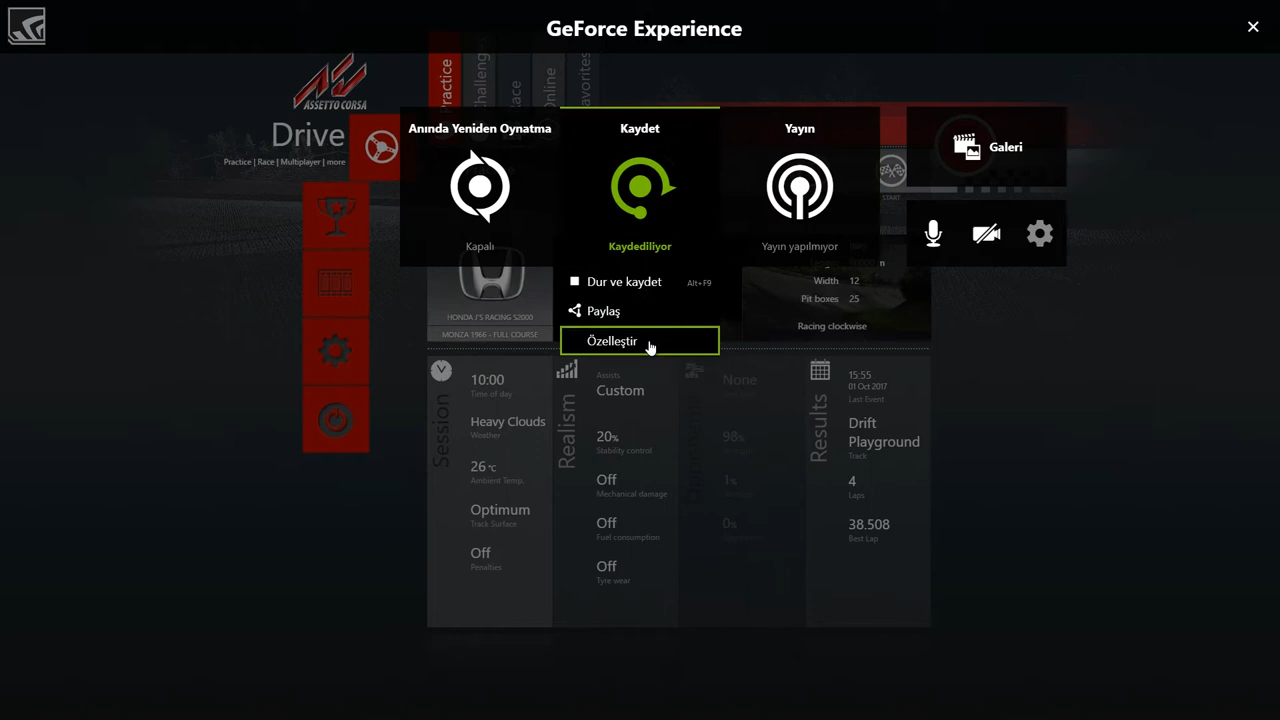 GeForce Experience
Practice
Challeng
Race
Online
avorites
ASSETTO CORSA
Drive
Practice | Race | Multiplayer | more
Anında Yeniden Oynatma
Kapalı
Kaydet
Kaydediliyor
Yayın
Yayın yapılmıyor
Galeri
START
Dur ve kaydet Alt+F9
Paylaş
Özelleştir
HONDA J'S RACING S2000
MONZA 1966 - FULL COURSE
Width 12
Pit boxes 25
Racing clockwise
Session
10:00
Time of day
Heavy Clouds
Weather
26 °C
Ambient Temp.
Optimum
Track Surface
Off
Penalties
Realism
Assists
Custom
20%
Stability control
Off
Mechanical damage
Off
Fuel consumption
Off
Tyre wear
None
98%
1%
0%
Results
15:55
01 Oct 2017
Last Event
Drift
Playground
Track
4
Laps
38.508
Best Lap